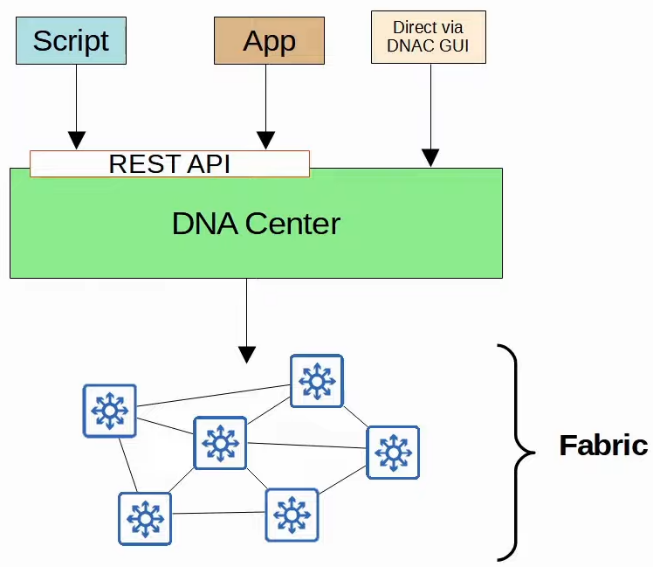 Script
App
Direct via
DNAC GUI
REST API
DNA Center
Fabric